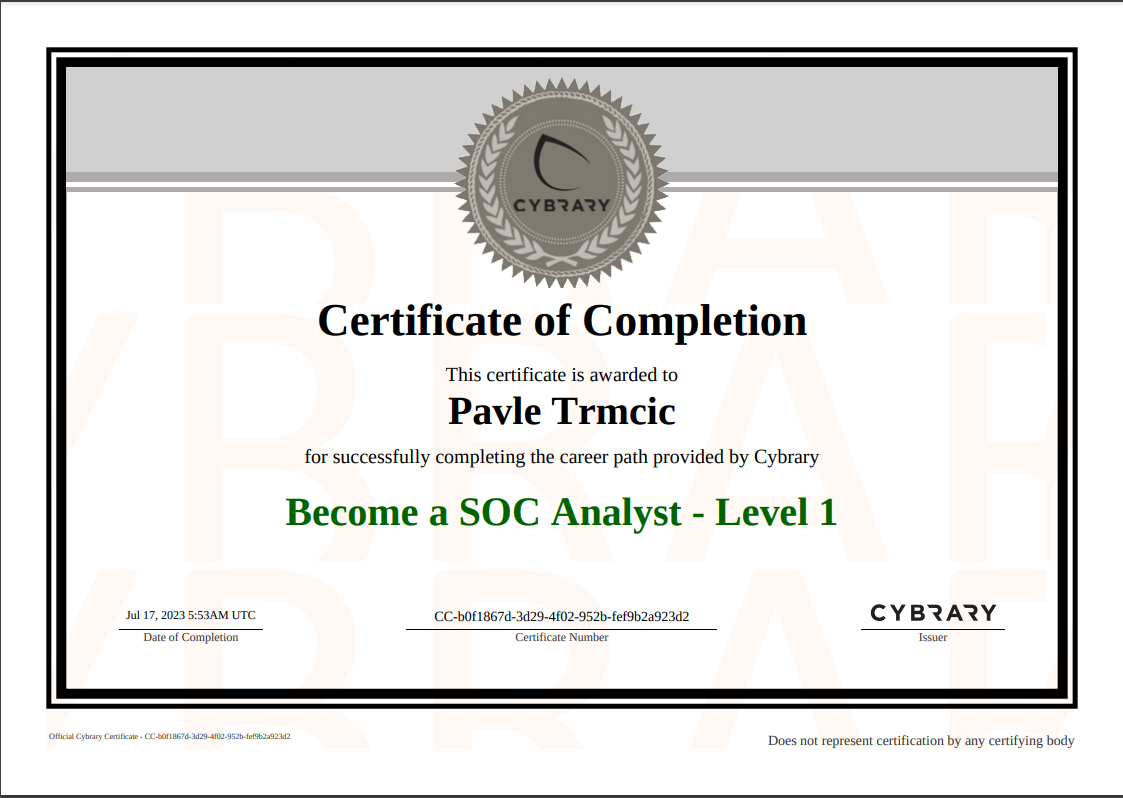 CYBRARY
Certificate of Completion
This certificate is awarded to
Pavle Trmcic
for successfully completing the career path provided by Cybrary
Become a SOC Analyst - Level 1
Jul 17, 2023 5:53AM UTC
Date of Completion
CC-b0f1867d-3d29-4f02-952b-fef9b2a923d2
Certificate Number
CYBRARY
Issuer
Official Cybrary Certificate - CC-b0f1867d-3d29-4f02-952b-fef9b2a923d2
Does not represent certification by any certifying body